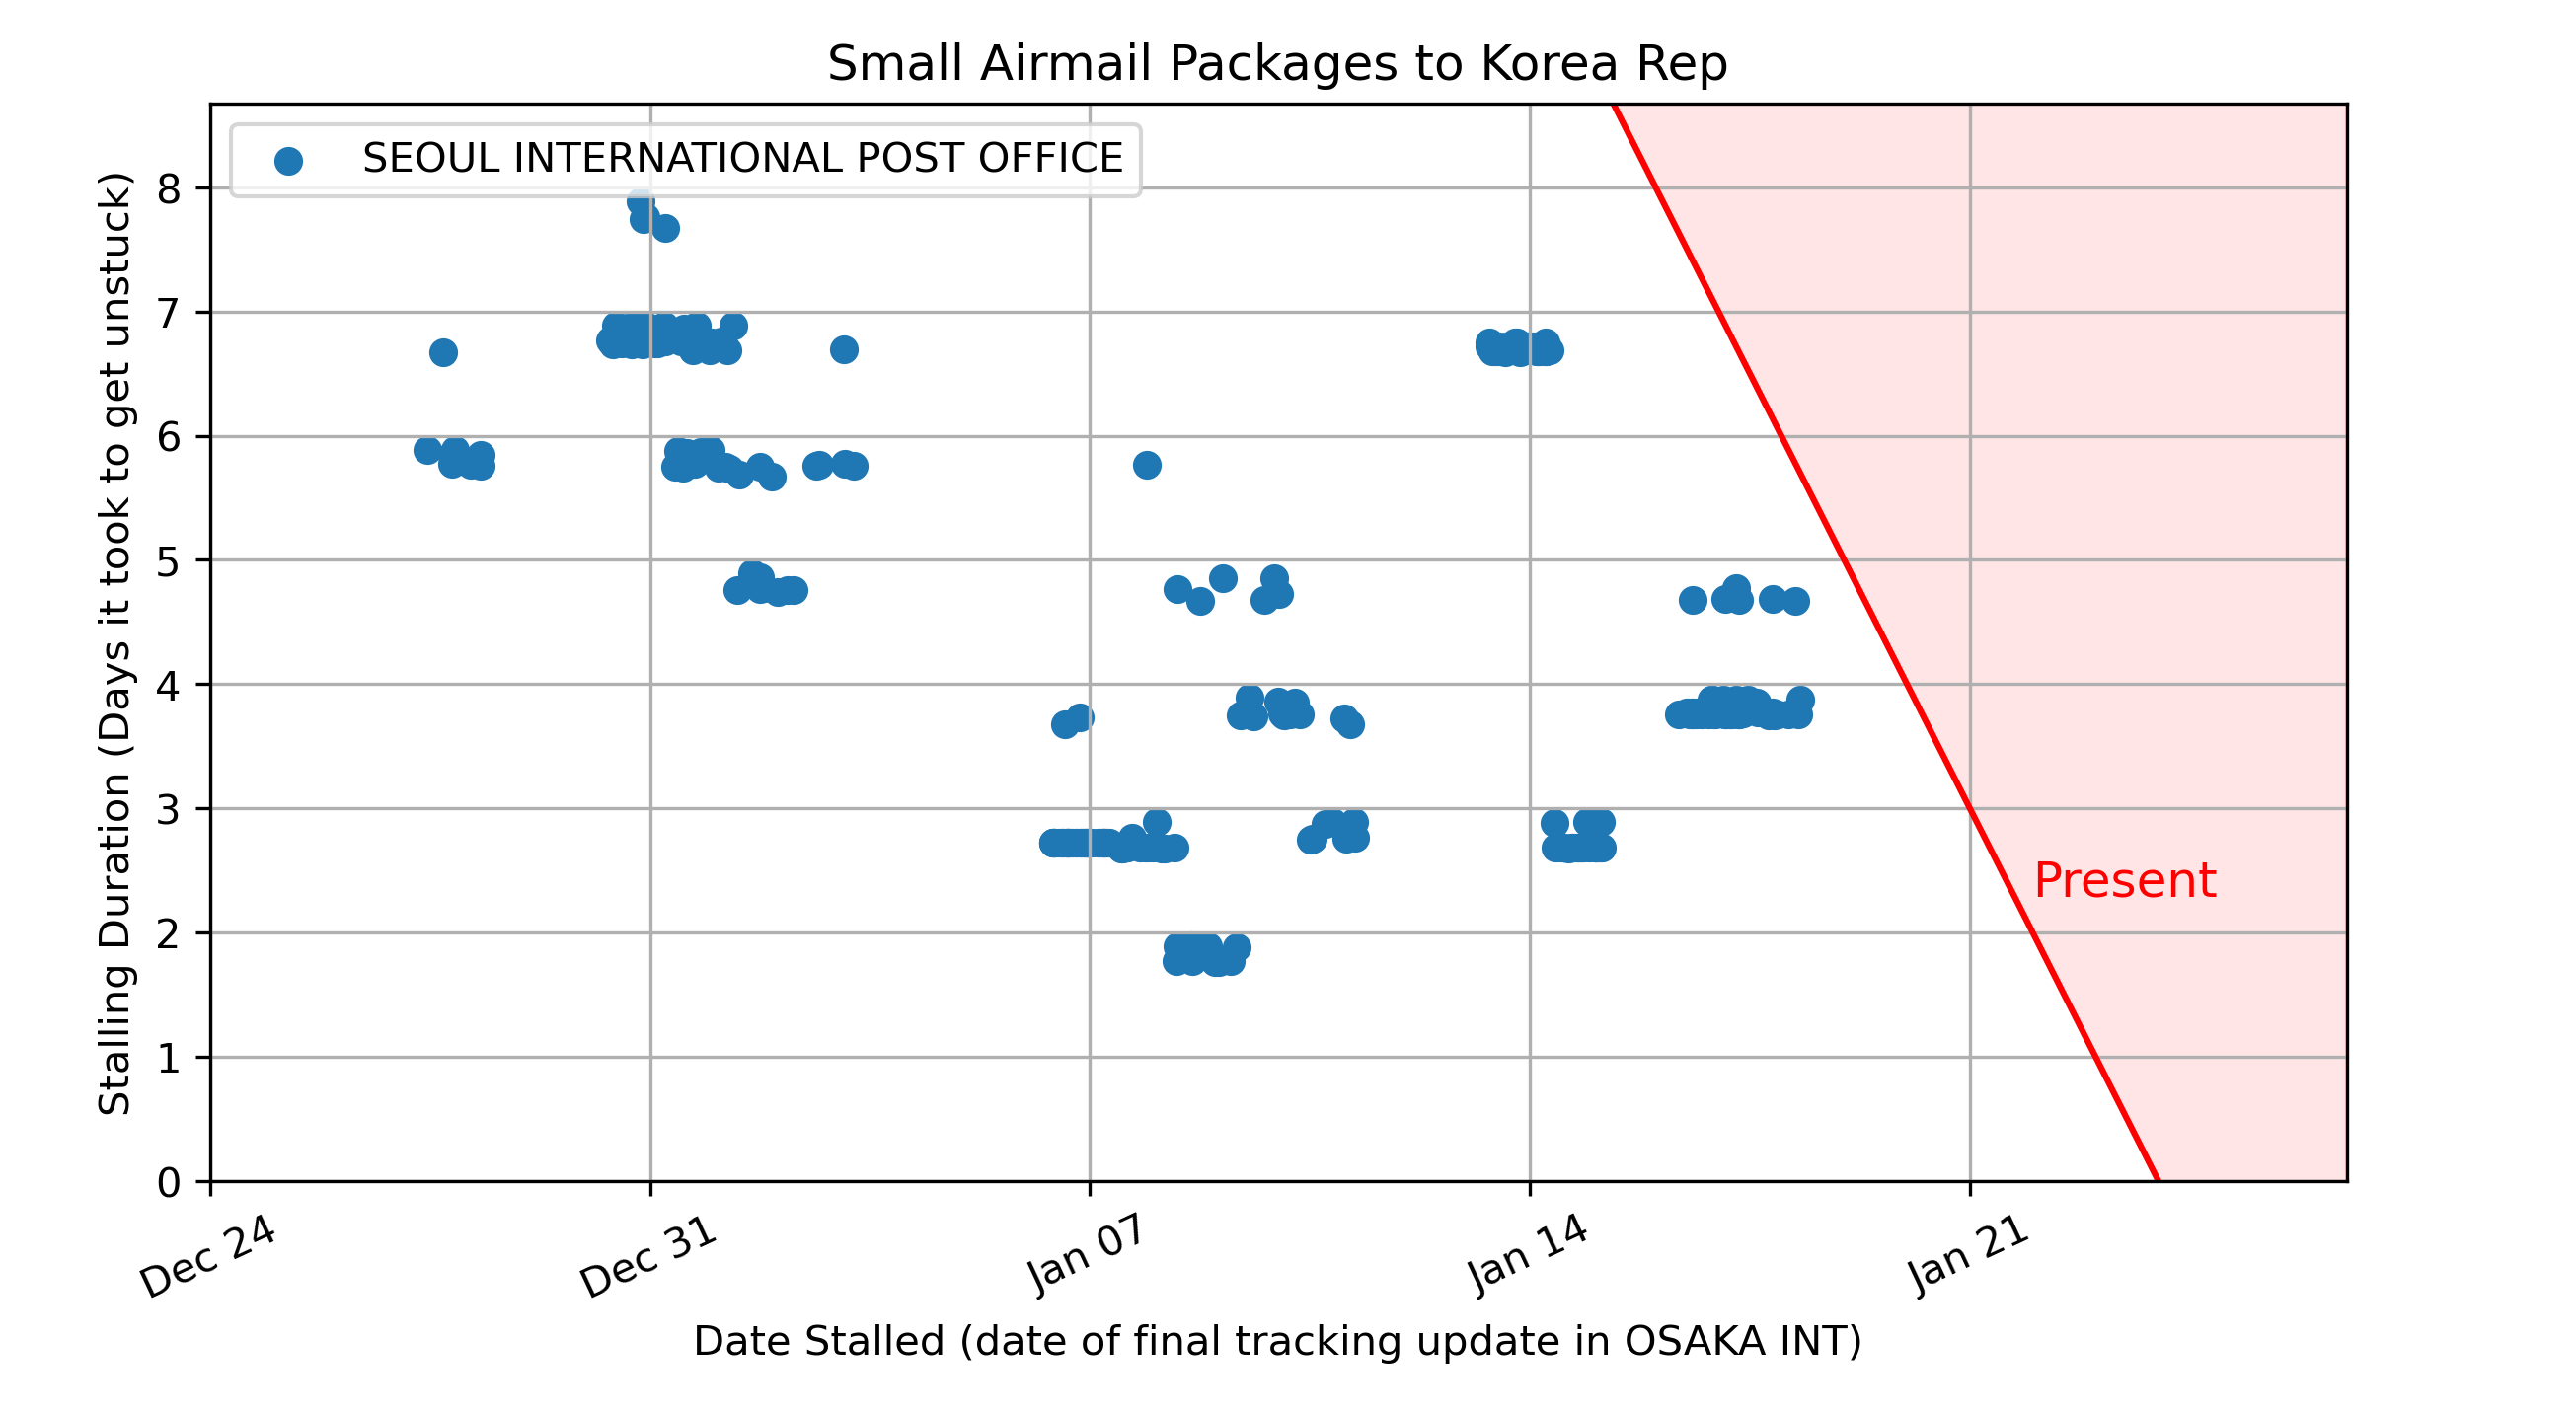 Small Airmail Packages to Korea Rep
SEOUL INTERNATIONAL POST OFFICE
Stalling Duration (Days it took to get unstuck)
8
7
6
5
4
3
2
1
0
Present
Dec 24
Dec 31
Jan 07
Jan 14
Jan 21
Date Stalled (date of final tracking update in OSAKA INT)